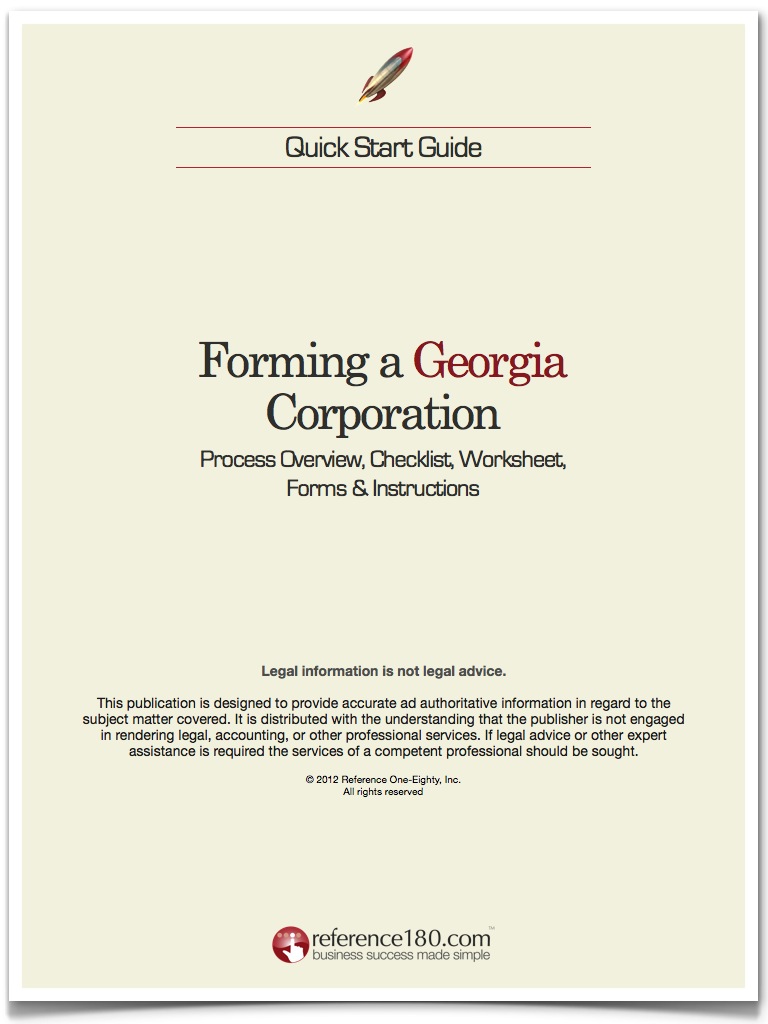 Quick Start Guide
Forming a Georgia
Corporation
Process Overview, Checklist, Worksheet,
Forms & Instructions
Legal information is not legal advice.
This publication is designed to provide accurate ad authoritative information in regard to the
subject matter covered. It is distributed with the understanding that the publisher is not engaged
in rendering legal, accounting, or other professional services. If legal advice or other expert
assistance is required the services of a competent professional should be sought.
© 2012 Reference One-Eighty, Inc.
All rights reserved
reference180.com™
business success made simple